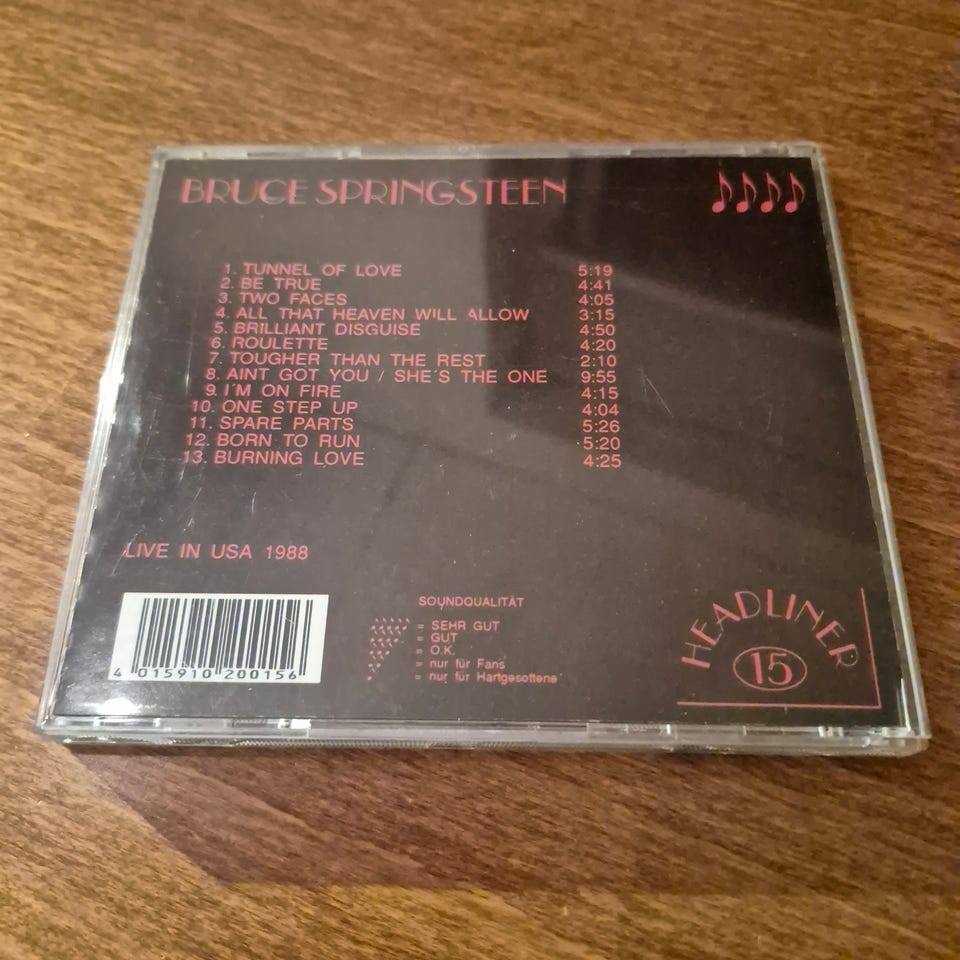 BRUCE SPRINGSTEEN
1. TUNNEL OF LOVE 5:19
2. BE TRUE 4:41
3. TWO FACES 4:05
4. ALL THAT HEAVEN WILL ALLOW 3:15
5. BRILLIANT DISGUISE 4:50
6. ROULETTE 4:20
7. TOUGHER THAN THE REST 2:10
8. AINT GOT YOU / SHE´S THE ONE 9:55
9. I´M ON FIRE 4:15
10. ONE STEP UP 4:04
11. SPARE PARTS 5:26
12. BORN TO RUN 5:20
13. BURNING LOVE 4:25
LIVE IN USA 1988
4 015910 200156
SOUNDQUALITÄT
= SEHR GUT
= GUT
= O.K.
= nur für Fans
= nur für Hartgesottene
HEADLINER
15